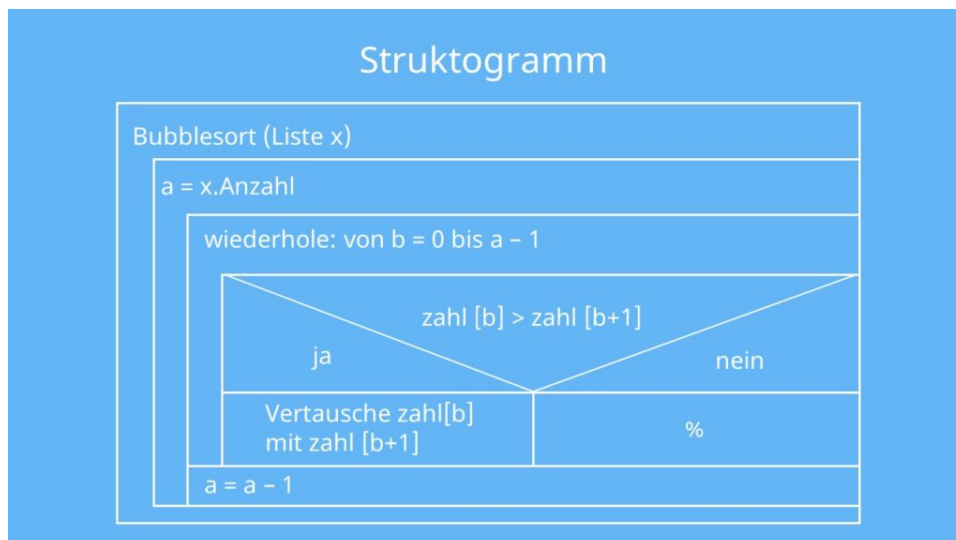 Struktogramm
Bubblesort (Liste x)
a = x.Anzahl
wiederhole: von b = 0 bis a – 1
zahl [b] > zahl [b+1]
ja
nein
Vertausche zahl[b]
mit zahl [b+1]
%
a = a – 1